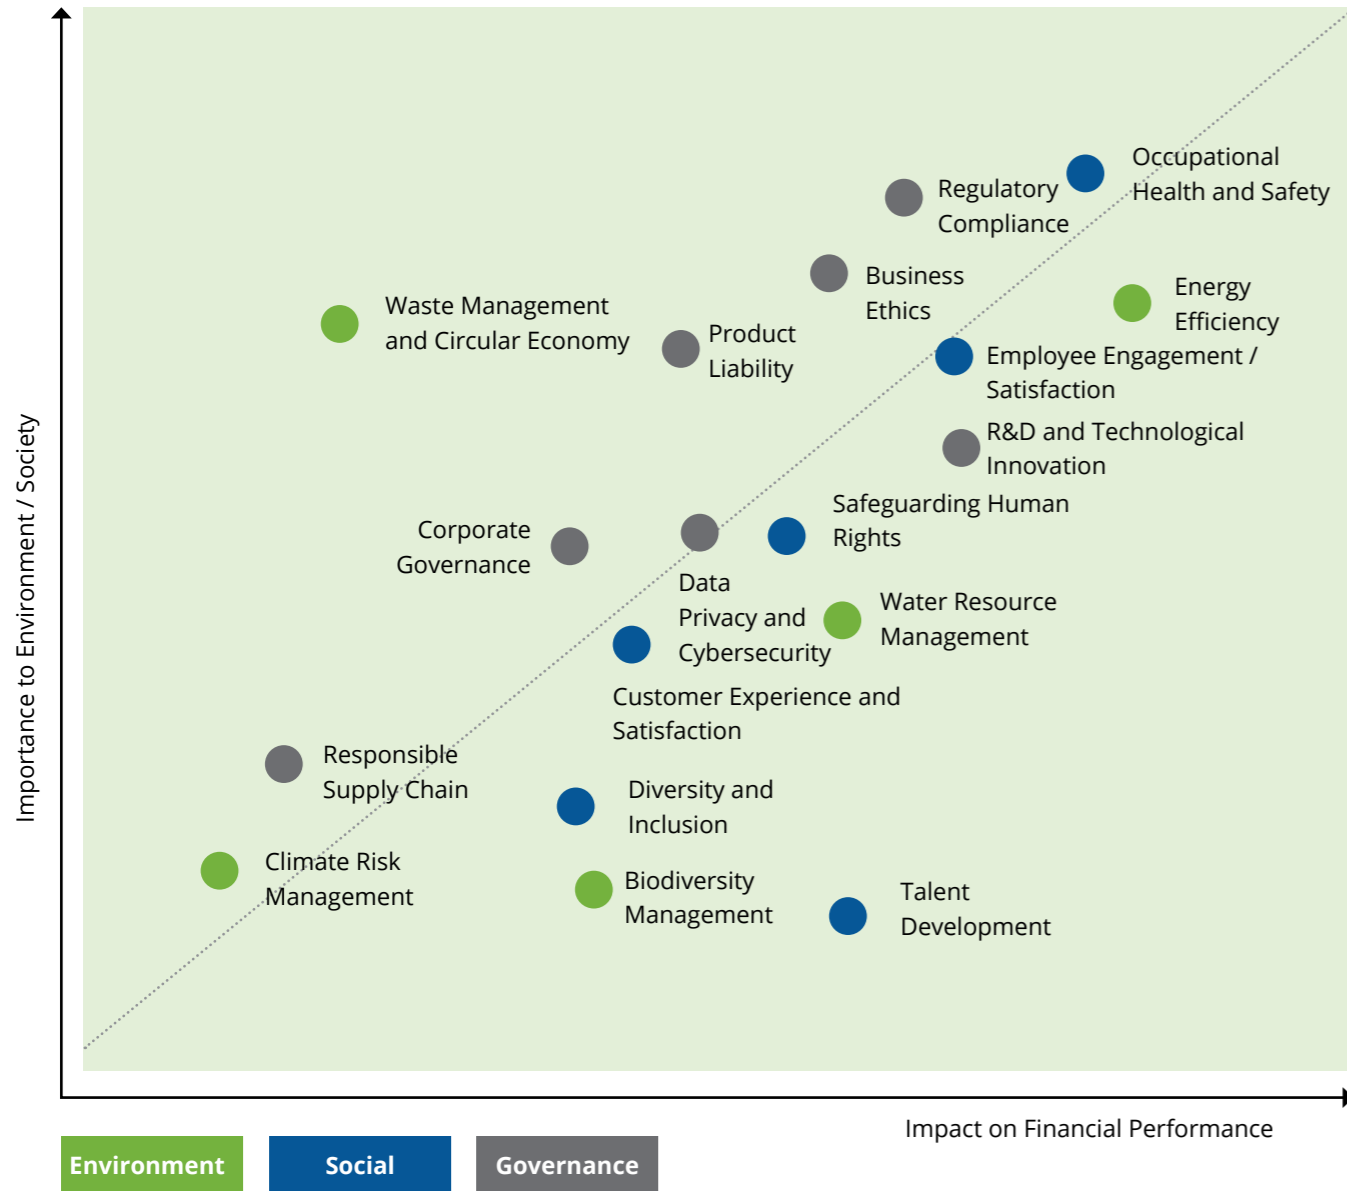 Occupational
Health and Safety
Regulatory
Compliance
Business
Ethics
Energy
Efficiency
Waste Management
and Circular Economy
Product
Liability
Employee Engagement /
Satisfaction
R&D and Technological
Innovation
Safeguarding Human
Rights
Corporate
Governance
Data
Privacy and
Cybersecurity
Water Resource
Management
Customer Experience and
Satisfaction
Responsible
Supply Chain
Diversity and
Inclusion
Climate Risk
Management
Biodiversity
Management
Talent
Development
Importance to Environment / Society
Impact on Financial Performance
Environment
Social
Governance